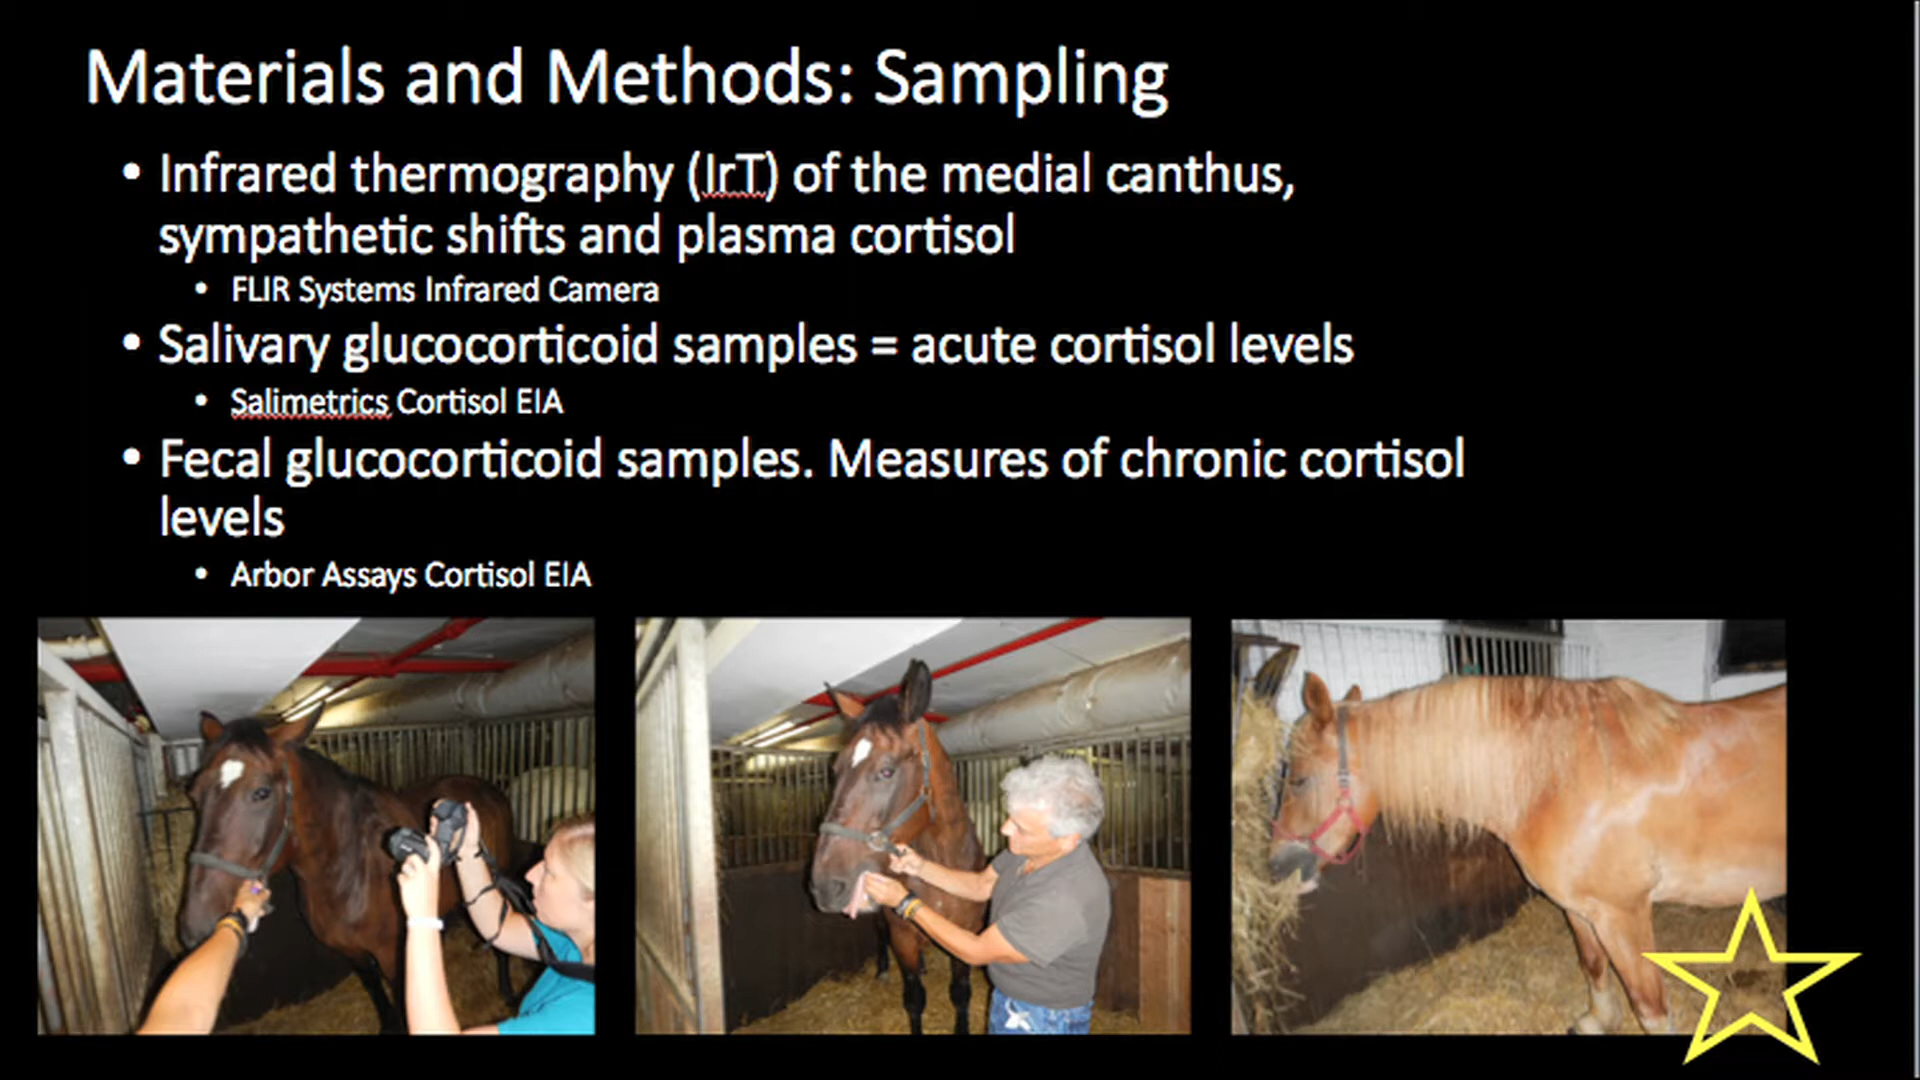 Materials and Methods: Sampling
• Infrared thermography (IrT) of the medial canthus,
sympathetic shifts and plasma cortisol
• FLIR Systems Infrared Camera
• Salivary glucocorticoid samples = acute cortisol levels
• Salimetrics Cortisol EIA
• Fecal glucocorticoid samples. Measures of chronic cortisol
levels
• Arbor Assays Cortisol EIA